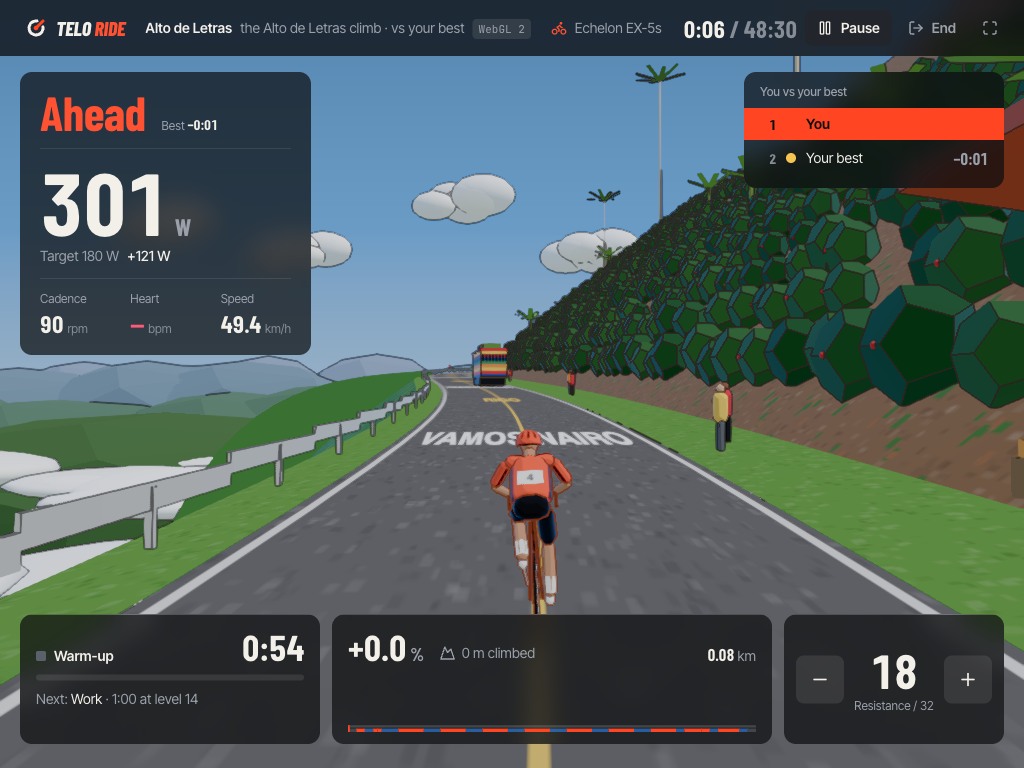 TELO RIDE
Alto de Letras the Alto de Letras climb · vs your best WebGL 2
Echelon EX-5s
0:06 / 48:30
Pause
End
Ahead
Best −0:01
301 W
Target 180 W +121 W
Cadence Heart Speed
90 rpm — bpm 49.4 km/h
You vs your best
1 You
2 Your best −0:01
VAMOS NAIRO
4
Warm-up 0:54
Next: Work · 1:00 at level 14
+0.0 % 0 m climbed 0.08 km
− 18 +
Resistance / 32